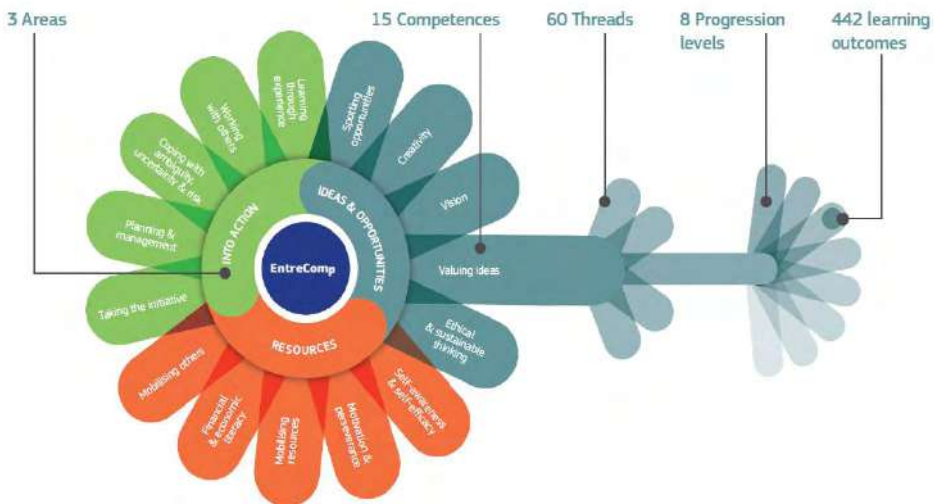 3 Areas
15 Competences
60 Threads
8 Progression
levels
442 learning
outcomes
Learning
through
experience
Spotting
opportunities
Creativity
Vision
Valuing ideas
Ethical
& sustainable
thinking
Self-awareness
& self-efficacy
Motivation &
perseverance
Mobilising
resources
Financial
& economic
literacy
Mobilising others
Taking the initiative
Planning &
management
Coping with
ambiguity,
uncertainty & risk
Working
with others
INTO ACTION
IDEAS & OPPORTUNITIES
RESOURCES
EntreComp